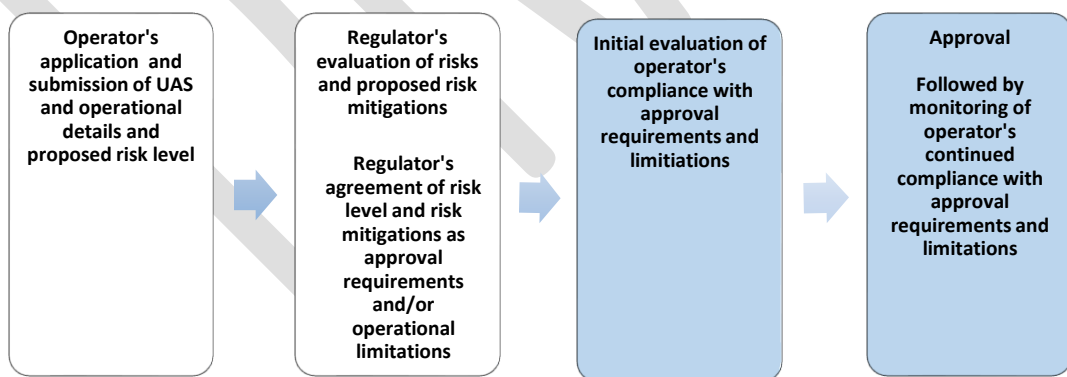 Operator's
application and
submission of UAS
and operational
details and
proposed risk level
Regulator's
evaluation of risks
and proposed risk
mitigations
Regulator's
agreement of risk
level and risk
mitigations as
approval
requirements
and/or
operational
limitations
Initial evaluation of
operator's
compliance with
approval
requirements and
limitiations
Approval
Followed by
monitoring of
operator's
continued
compliance with
approval
requirements and
limitations